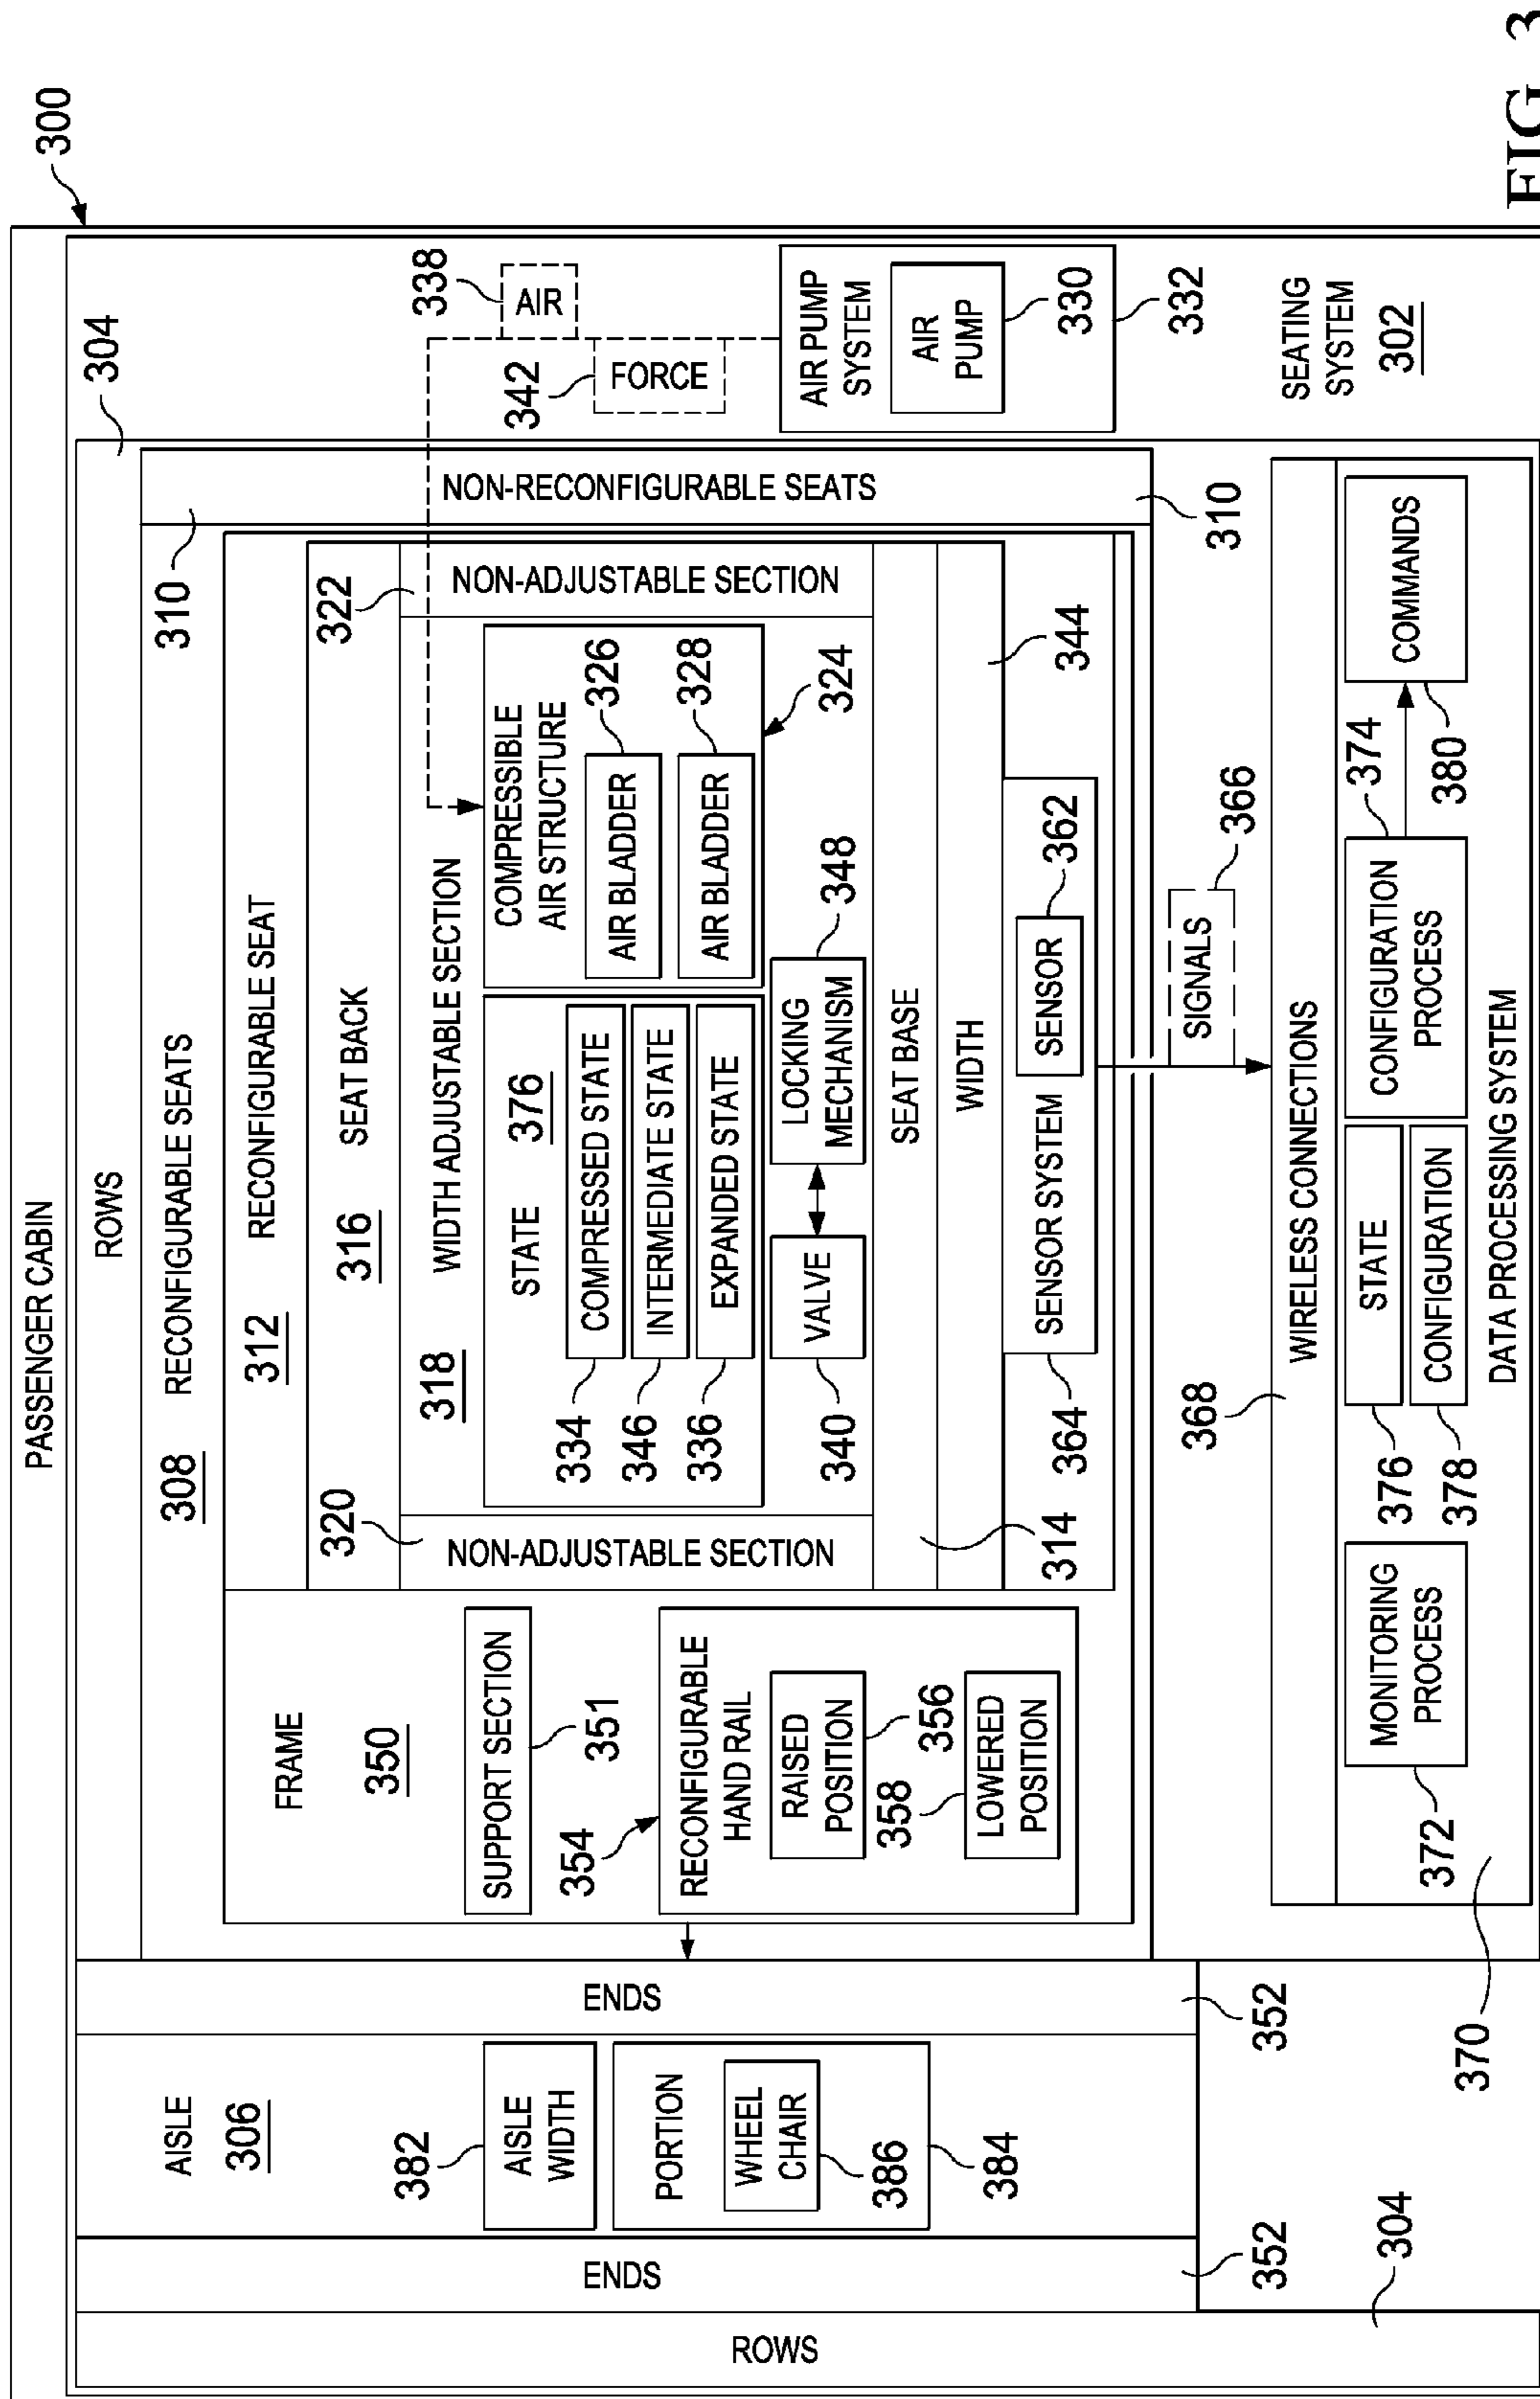 PASSENGER CABIN
300
ROWS
304
RECONFIGURABLE SEATS
308
310
NON-RECONFIGURABLE SEATS
310
RECONFIGURABLE SEAT
312
SEAT BACK
316
320
322
NON-ADJUSTABLE SECTION
NON-ADJUSTABLE SECTION
WIDTH ADJUSTABLE SECTION
318
STATE
376
334
COMPRESSED STATE
346
INTERMEDIATE STATE
336
EXPANDED STATE
COMPRESSIBLE
AIR STRUCTURE
AIR BLADDER
326
AIR BLADDER
328
324
340
VALVE
LOCKING
MECHANISM
348
SEAT BASE
314
WIDTH
344
364
SENSOR SYSTEM
SENSOR
362
338
AIR
342
FORCE
AIR PUMP
SYSTEM
AIR
PUMP
330
332
SEATING
SYSTEM
302
FRAME
350
SUPPORT SECTION
351
354
RECONFIGURABLE
HAND RAIL
RAISED
POSITION
356
358
LOWERED
POSITION
AISLE
306
382
AISLE
WIDTH
PORTION
WHEEL
CHAIR
386
384
ENDS
352
ENDS
352
ROWS
304
SIGNALS
366
368
WIRELESS CONNECTIONS
MONITORING
PROCESS
372
STATE
376
CONFIGURATION
378
CONFIGURATION
PROCESS
374
COMMANDS
380
DATA PROCESSING SYSTEM
370
FIG. 3